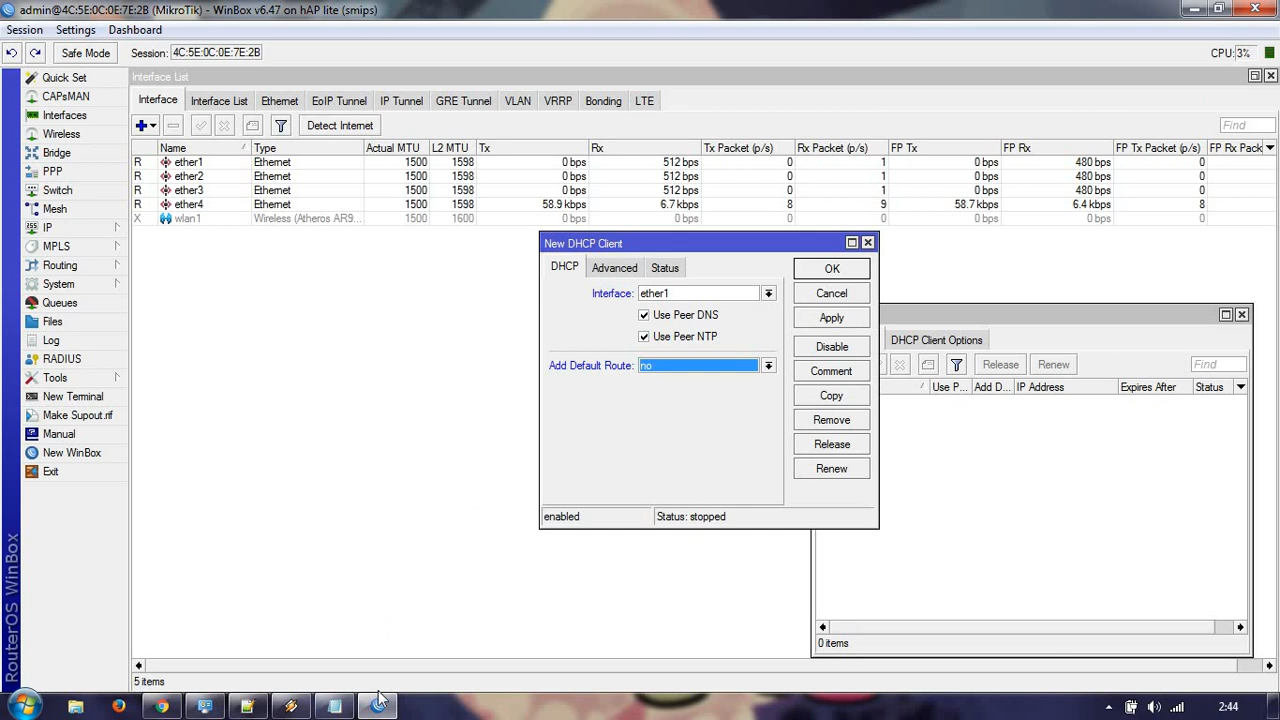 admin@4C:5E:0C:0E:7E:2B (MikroTik) - WinBox v6.47 on hAP lite (smips)
Session Settings Dashboard
Safe Mode Session: 4C:5E:0C:0E:7E:2B CPU: 3%
Quick Set
CAPsMAN
Interfaces
Wireless
Bridge
PPP
Switch
Mesh
IP
MPLS
Routing
System
Queues
Files
Log
RADIUS
Tools
New Terminal
Make Supout.rif
Manual
New WinBox
Exit
RouterOS WinBox
Interface List
Interface Interface List Ethernet EoIP Tunnel IP Tunnel GRE Tunnel VLAN VRRP Bonding LTE
Detect Internet Find
Name Type Actual MTU L2 MTU Tx Rx Tx Packet (p/s) Rx Packet (p/s) FP Tx FP Rx FP Tx Packet (p/s) FP Rx Pack
R ether1 Ethernet 1500 1598 0 bps 512 bps 0 1 0 bps 480 bps 0
R ether2 Ethernet 1500 1598 0 bps 512 bps 0 1 0 bps 480 bps 0
R ether3 Ethernet 1500 1598 0 bps 512 bps 0 1 0 bps 480 bps 0
R ether4 Ethernet 1500 1598 58.9 kbps 6.7 kbps 8 9 58.7 kbps 6.4 kbps 8
X wlan1 Wireless (Atheros AR9... 1500 1600 0 bps 0 bps 0 0 0 bps 0 bps 0
New DHCP Client
DHCP Advanced Status
Interface: ether1
Use Peer DNS
Use Peer NTP
Add Default Route: no
OK
Cancel
Apply
Disable
Comment
Copy
Remove
Release
Renew
enabled Status: stopped
DHCP Client Options
Release Renew Find
Use P... Add D... IP Address Expires After Status
0 items
5 items
2:44